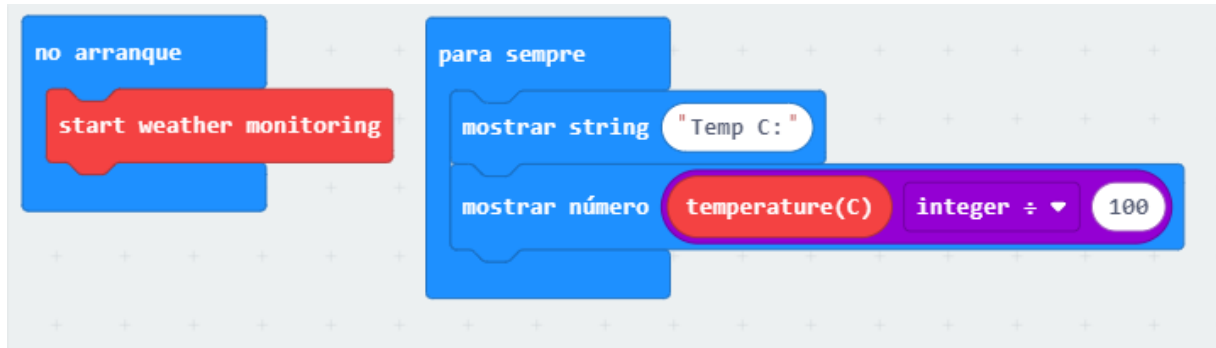 no arranque
start weather monitoring
para sempre
mostrar string "Temp C:"
mostrar número temperature(C) integer ÷ 100